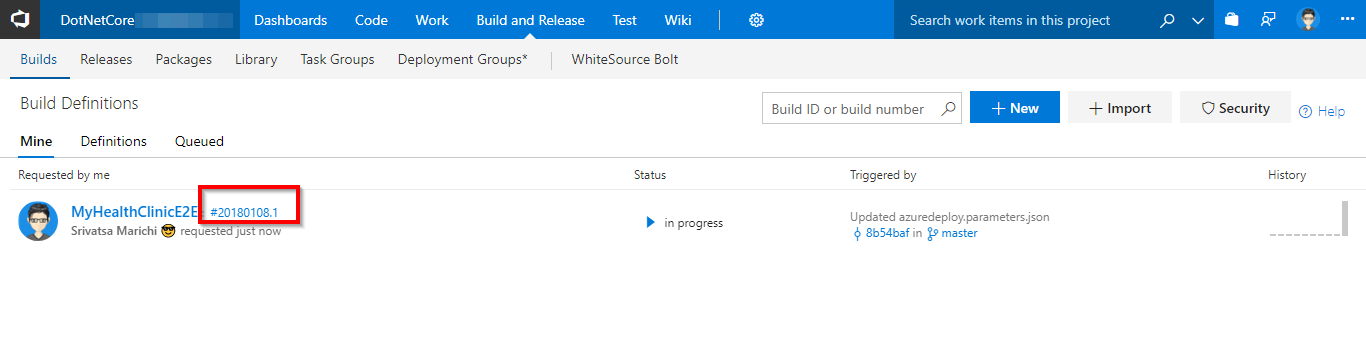 DotNetCore Dashboards Code Work Build and Release Test Wiki Search work items in this project ...
Builds Releases Packages Library Task Groups Deployment Groups* WhiteSource Bolt
Build Definitions Build ID or build number + New + Import Security ? Help
Mine Definitions Queued
Requested by me Status Triggered by History
MyHealthClinicE2E : #20180108.1 in progress Updated azuredeploy.parameters.json
Srivatsa Marichi 😎 requested just now 8b54baf in master